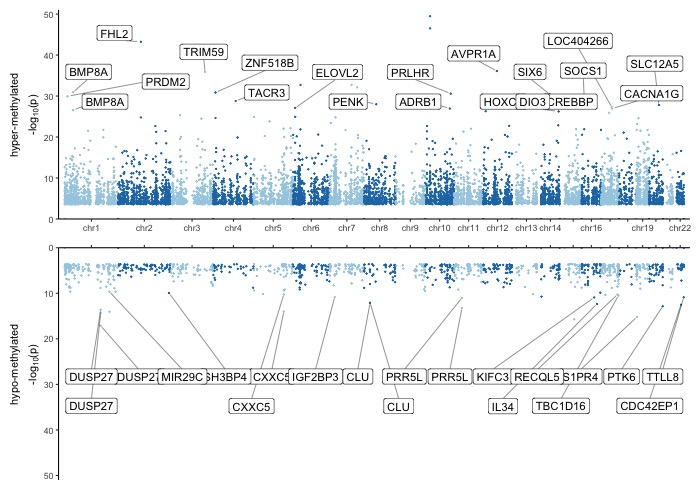 hyper-methylated
-log10(p)
50
40
30
20
10
0
FHL2
LOC404266
TRIM59
AVPR1A
ZNF518B
SLC12A5
BMP8A
ELOVL2
PRLHR
SIX6
SOCS1
PRDM2
TACR3
CACNA1G
BMP8A
PENK
ADRB1
HOXC
DIO3
CREBBP
chr1
chr2
chr3
chr4
chr5
chr6
chr7
chr8
chr9
chr10
chr11
chr12
chr13
chr14
chr16
chr19
chr22
hypo-methylated
-log10(p)
0
10
20
30
40
50
DUSP27
DUSP27
MIR29C
SH3BP4
CXXC5
IGF2BP3
CLU
PRR5L
PRR5L
KIFC3
RECQL5
S1PR4
PTK6
TTLL8
DUSP27
CXXC5
CLU
IL34
TBC1D16
CDC42EP1